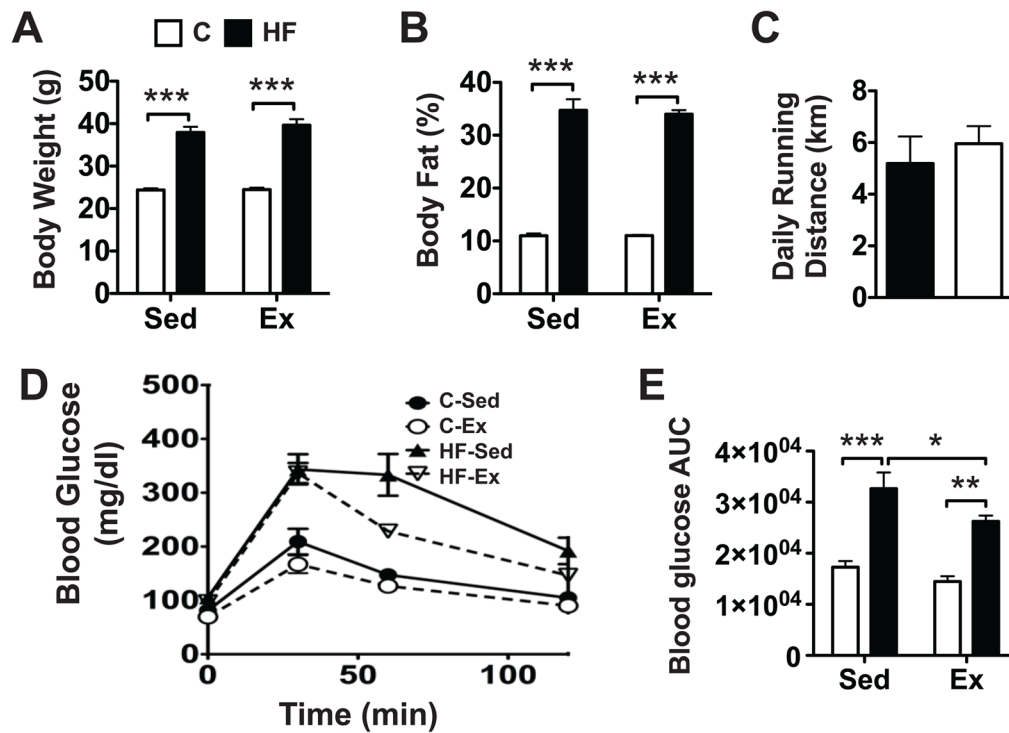 A
C HF
Body Weight (g)
50
40
30
20
10
0
***
***
Sed Ex
B
Body Fat (%)
40
30
20
10
0
***
***
Sed Ex
C
Daily Running
Distance (km)
8
6
4
2
0
D
Blood Glucose
(mg/dl)
500
400
300
200
100
0
C-Sed
C-Ex
HF-Sed
HF-Ex
0 50 100
Time (min)
E
Blood glucose AUC
4×10⁰⁴
3×10⁰⁴
2×10⁰⁴
1×10⁰⁴
0
***
*
**
Sed Ex